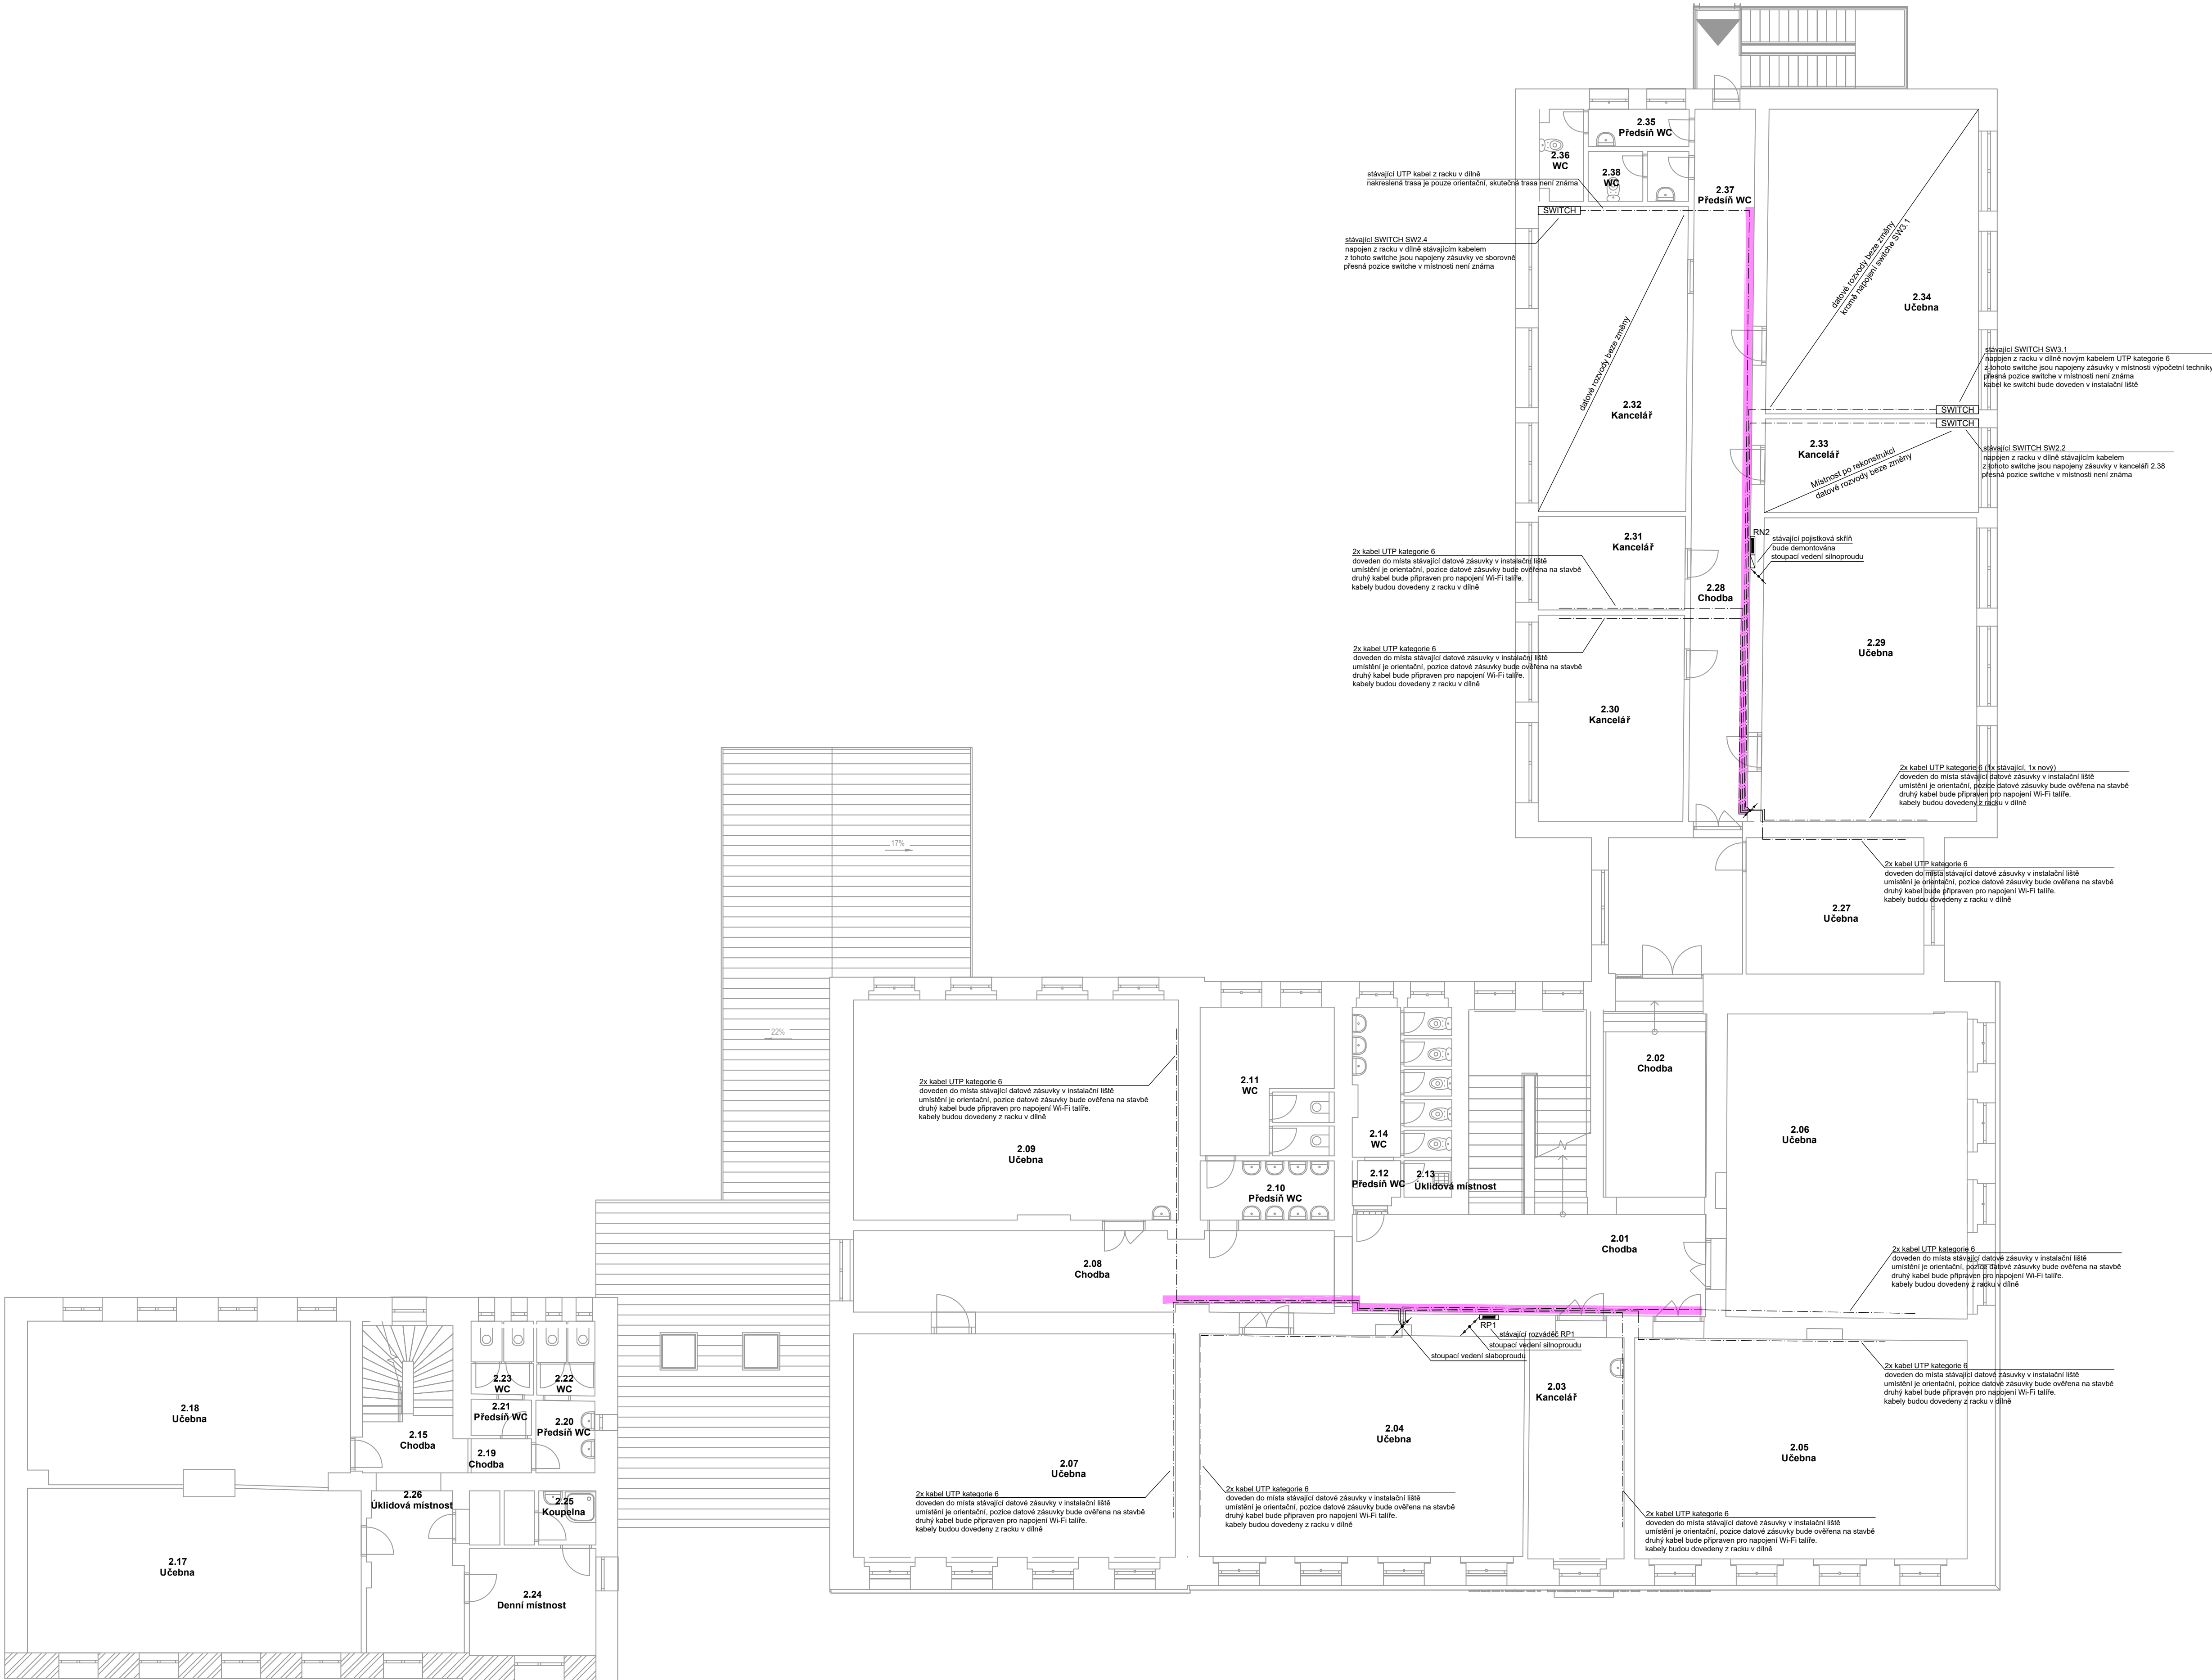 2.35
Předsíň WC
2.36
WC
2.38
WC
stávající UTP kabel z racku v dílně
nakreslená trasa je pouze orientační, skutečná trasa není známa
2.37
Předsíň WC
SWITCH
stávající SWITCH SW2.4
napojen z racku v dílně stávajícím kabelem
z tohoto switche jsou napojeny zásuvky ve sborovně
přesná pozice switche v místnosti není známa
datové rozvody beze změny
kromě napojení switche SW3.1
2.34
Učebna
datové rozvody beze změny
stávající SWITCH SW3.1
napojen z racku v dílně novým kabelem UTP kategorie 6
z tohoto switche jsou napojeny zásuvky v místnosti výpočetní techniky
přesná pozice switche v místnosti není známa
kabel ke switchi bude doveden v instalační liště
2.32
Kancelář
SWITCH
SWITCH
2.33
Kancelář
stávající SWITCH SW2.2
napojen z racku v dílně stávajícím kabelem
z tohoto switche jsou napojeny zásuvky v kanceláři 2.38
přesná pozice switche v místnosti není známa
Místnost po rekonstrukci
datové rozvody beze změny
RN2
stávající pojistková skříň
bude demontována
stoupací vedení silnoproudu
2.31
Kancelář
2x kabel UTP kategorie 6
doveden do místa stávající datové zásuvky v instalační liště
umístění je orientační, pozice datové zásuvky bude ověřena na stavbě
druhý kabel bude připraven pro napojení Wi-Fi talíře.
kabely budou dovedeny z racku v dílně
2.28
Chodba
2x kabel UTP kategorie 6
doveden do místa stávající datové zásuvky v instalační liště
umístění je orientační, pozice datové zásuvky bude ověřena na stavbě
druhý kabel bude připraven pro napojení Wi-Fi talíře.
kabely budou dovedeny z racku v dílně
2.29
Učebna
2.30
Kancelář
2x kabel UTP kategorie 6 (1x stávající, 1x nový)
doveden do místa stávající datové zásuvky v instalační liště
umístění je orientační, pozice datové zásuvky bude ověřena na stavbě
druhý kabel bude připraven pro napojení Wi-Fi talíře.
kabely budou dovedeny z racku v dílně
17%
2x kabel UTP kategorie 6
doveden do místa stávající datové zásuvky v instalační liště
umístění je orientační, pozice datové zásuvky bude ověřena na stavbě
druhý kabel bude připraven pro napojení Wi-Fi talíře.
kabely budou dovedeny z racku v dílně
2.27
Učebna
22%
2.02
Chodba
2x kabel UTP kategorie 6
doveden do místa stávající datové zásuvky v instalační liště
umístění je orientační, pozice datové zásuvky bude ověřena na stavbě
druhý kabel bude připraven pro napojení Wi-Fi talíře.
kabely budou dovedeny z racku v dílně
2.11
WC
2.09
Učebna
2.14
WC
2.06
Učebna
2.12
Předsíň WC
2.13
Úklidová místnost
2.10
Předsíň WC
2.01
Chodba
2.08
Chodba
2x kabel UTP kategorie 6
doveden do místa stávající datové zásuvky v instalační liště
umístění je orientační, pozice datové zásuvky bude ověřena na stavbě
druhý kabel bude připraven pro napojení Wi-Fi talíře.
kabely budou dovedeny z racku v dílně
RP1
stávající rozváděč RP1
stoupací vedení silnoproudu
stoupací vedení slaboproudu
2x kabel UTP kategorie 6
doveden do místa stávající datové zásuvky v instalační liště
umístění je orientační, pozice datové zásuvky bude ověřena na stavbě
druhý kabel bude připraven pro napojení Wi-Fi talíře.
kabely budou dovedeny z racku v dílně
2.03
Kancelář
2.23
WC
2.22
WC
2.18
Učebna
2.21
Předsíň WC
2.20
Předsíň WC
2.15
Chodba
2.19
Chodba
2.04
Učebna
2.05
Učebna
2.07
Učebna
2.26
Úklidová místnost
2.25
Koupelna
2x kabel UTP kategorie 6
doveden do místa stávající datové zásuvky v instalační liště
umístění je orientační, pozice datové zásuvky bude ověřena na stavbě
druhý kabel bude připraven pro napojení Wi-Fi talíře.
kabely budou dovedeny z racku v dílně
2x kabel UTP kategorie 6
doveden do místa stávající datové zásuvky v instalační liště
umístění je orientační, pozice datové zásuvky bude ověřena na stavbě
druhý kabel bude připraven pro napojení Wi-Fi talíře.
kabely budou dovedeny z racku v dílně
2x kabel UTP kategorie 6
doveden do místa stávající datové zásuvky v instalační liště
umístění je orientační, pozice datové zásuvky bude ověřena na stavbě
druhý kabel bude připraven pro napojení Wi-Fi talíře.
kabely budou dovedeny z racku v dílně
2.17
Učebna
2.24
Denní místnost